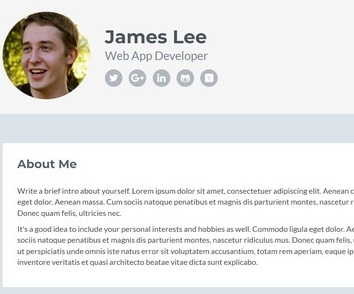 James Lee
Web App Developer
About Me
Write a brief intro about yourself. Lorem ipsum dolor sit amet, consectetuer adipiscing elit. Aenean c
eget dolor. Aenean massa. Cum sociis natoque penatibus et magnis dis parturient montes, nascetur r
Donec quam felis, ultricies nec.
It's a good idea to include your personal interests and hobbies as well. Commodo ligula eget dolor. Ae
sociis natoque penatibus et magnis dis parturient montes, nascetur ridiculus mus. Donec quam felis, u
ut perspiciatis unde omnis iste natus error sit voluptatem accusantium, totam rem aperiam, eaque ip
inventore veritatis et quasi architecto beatae vitae dicta sunt explicabo.